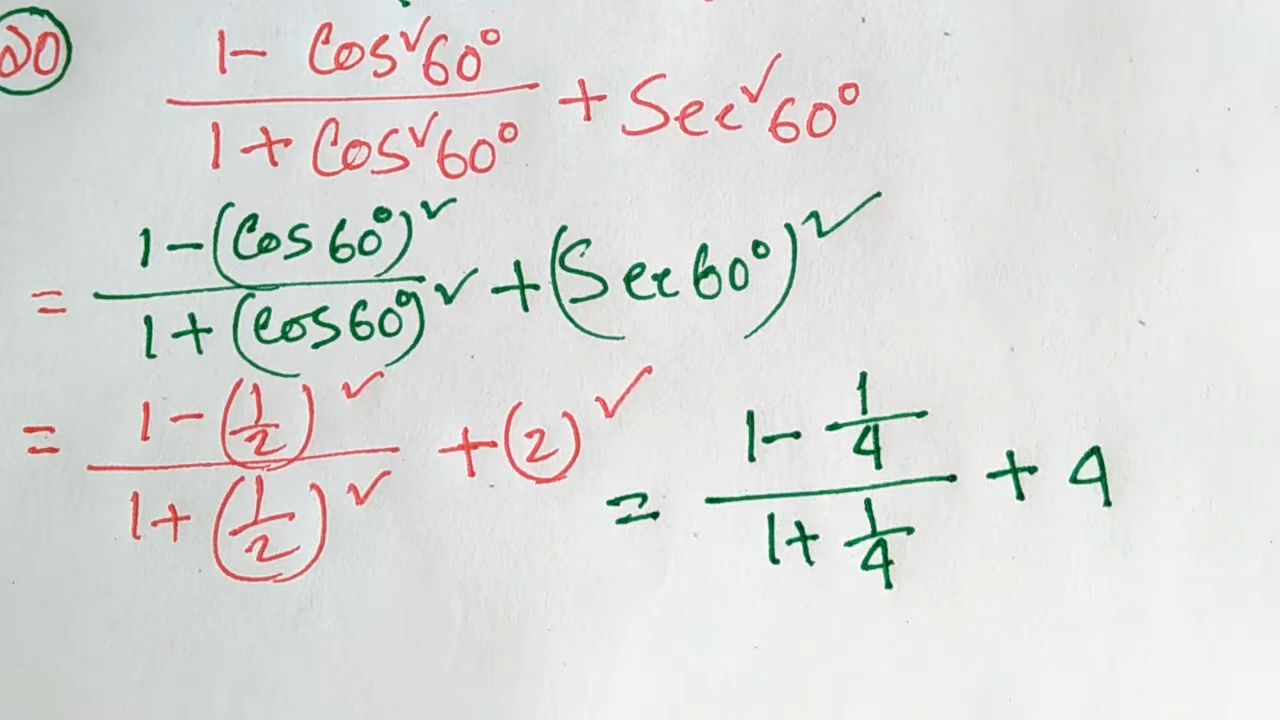 ২০ (1 - Cos²60°)/(1 + Cos²60°) + Sec²60°
= (1 - (Cos 60°)²)/(1 + (Cos 60°)²) + (Sec 60°)²
= (1 - (1/2)²)/(1 + (1/2)²) + (2)²
= (1 - 1/4)/(1 + 1/4) + 4